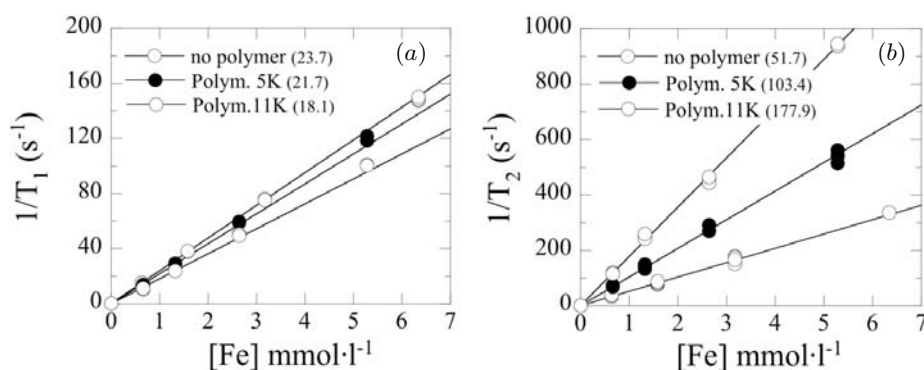 200
160
120
80
40
0
1/T1 (s-1)
no polymer (23.7)
Polym. 5K (21.7)
Polym.11K (18.1)
(a)
0 1 2 3 4 5 6 7
[Fe] mmol·l-1
1000
800
600
400
200
0
1/T2 (s-1)
no polymer (51.7)
Polym. 5K (103.4)
Polym.11K (177.9)
(b)
0 1 2 3 4 5 6 7
[Fe] mmol·l-1